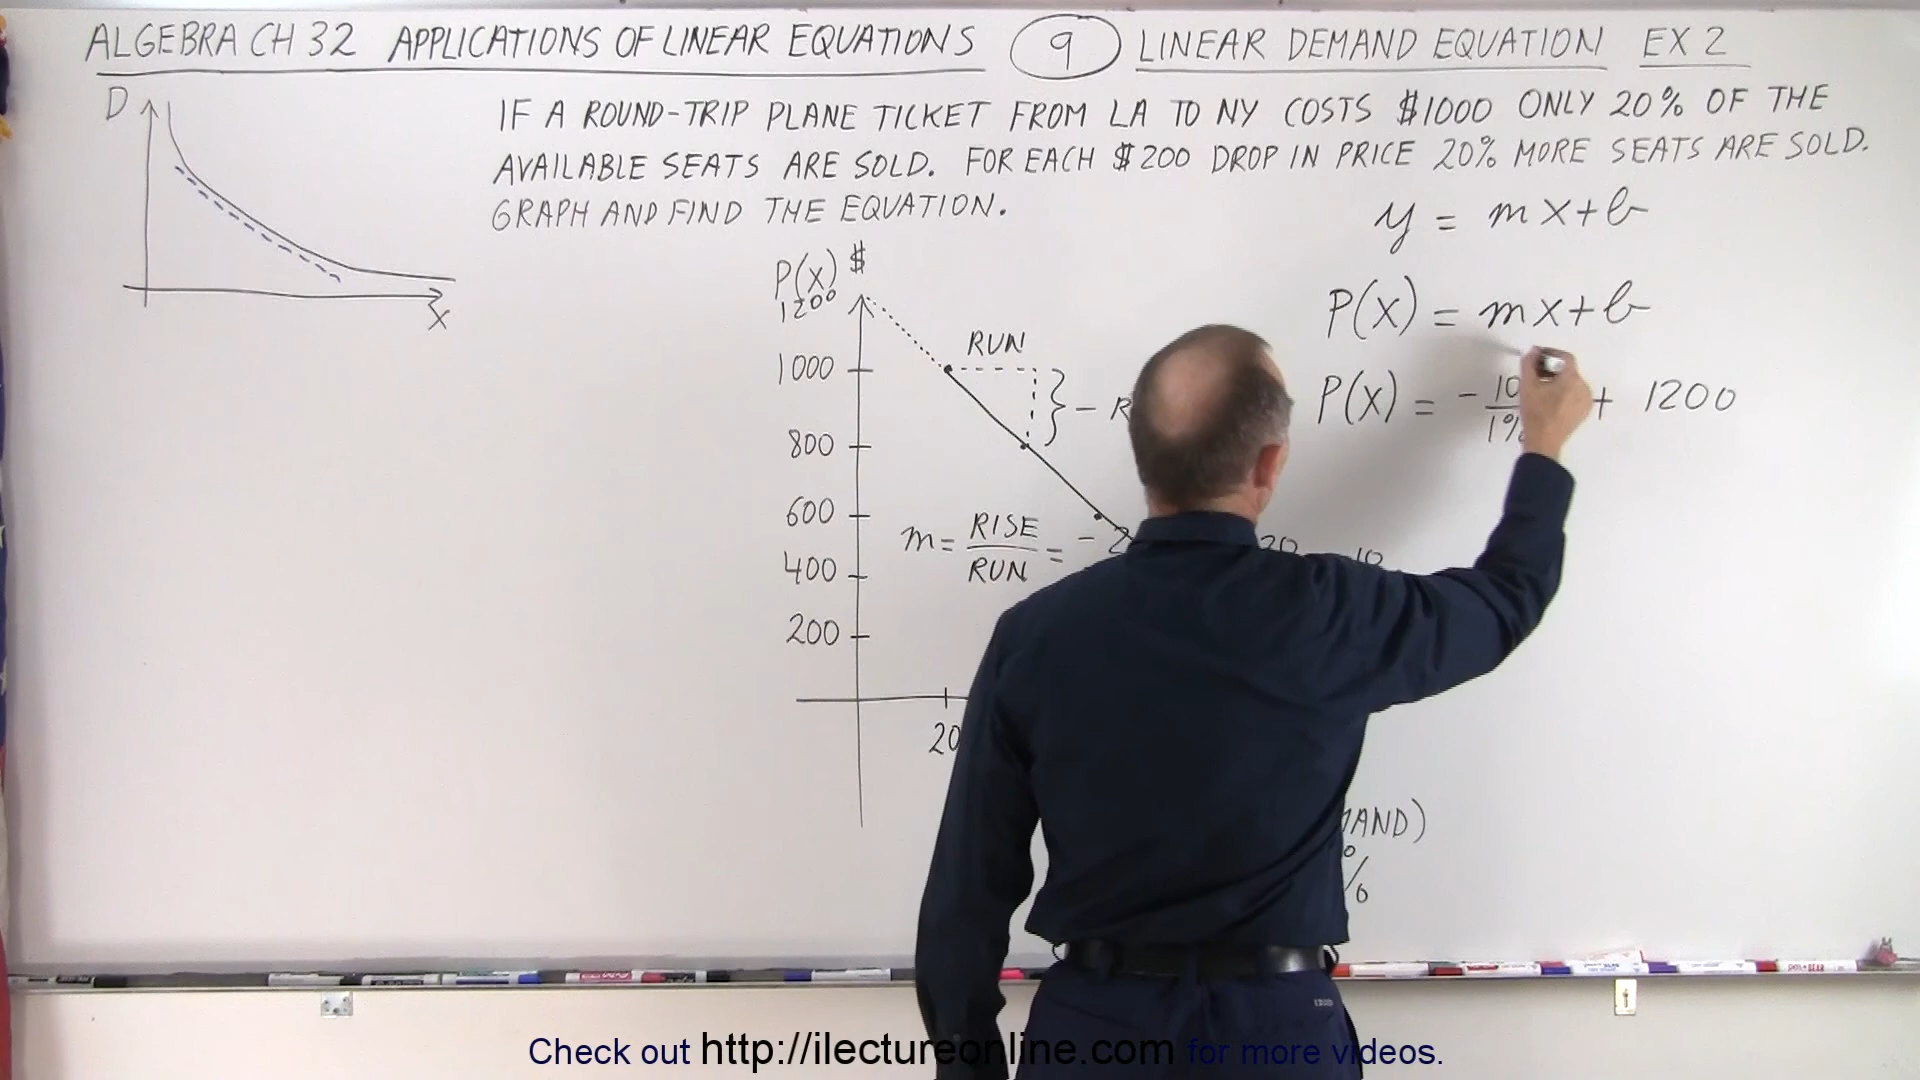 ALGEBRA CH 32 APPLICATIONS OF LINEAR EQUATIONS 9 LINEAR DEMAND EQUATION EX 2
D
X
IF A ROUND-TRIP PLANE TICKET FROM LA TO NY COSTS $1000 ONLY 20% OF THE
AVAILABLE SEATS ARE SOLD. FOR EACH $200 DROP IN PRICE 20% MORE SEATS ARE SOLD.
GRAPH AND FIND THE EQUATION.
y = mx+b
P(x) $
1200
P(x) = mx+b
RUN
1000
P(x) = -10/1% + 1200
800
600
m = RISE/RUN = -
400
200
20
%
Check out http://ilectureonline.com for more videos.